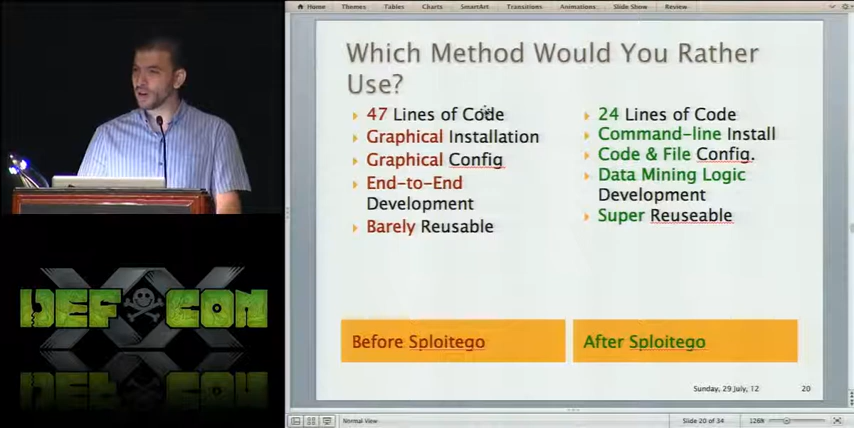 Home Themes Tables Charts SmartArt Transitions Animations Slide Show Review
Which Method Would You Rather
Use?
47 Lines of Code
Graphical Installation
Graphical Config
End-to-End
Development
Barely Reusable
24 Lines of Code
Command-line Install
Code & File Config.
Data Mining Logic
Development
Super Reuseable
Before Sploitego
After Sploitego
Sunday, 29 July, 12 20
Normal View Slide 20 of 34 126%
DEF CON
XX